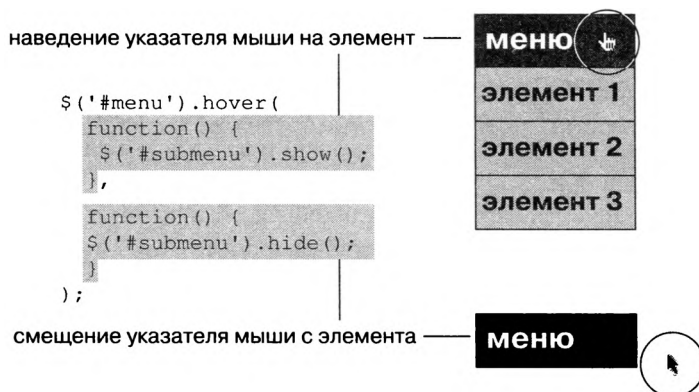 наведение указателя мыши на элемент
меню
$('#menu').hover(
function() {
$('#submenu').show();
},
function() {
$('#submenu').hide();
}
);
элемент 1
элемент 2
элемент 3
смещение указателя мыши с элемента
меню